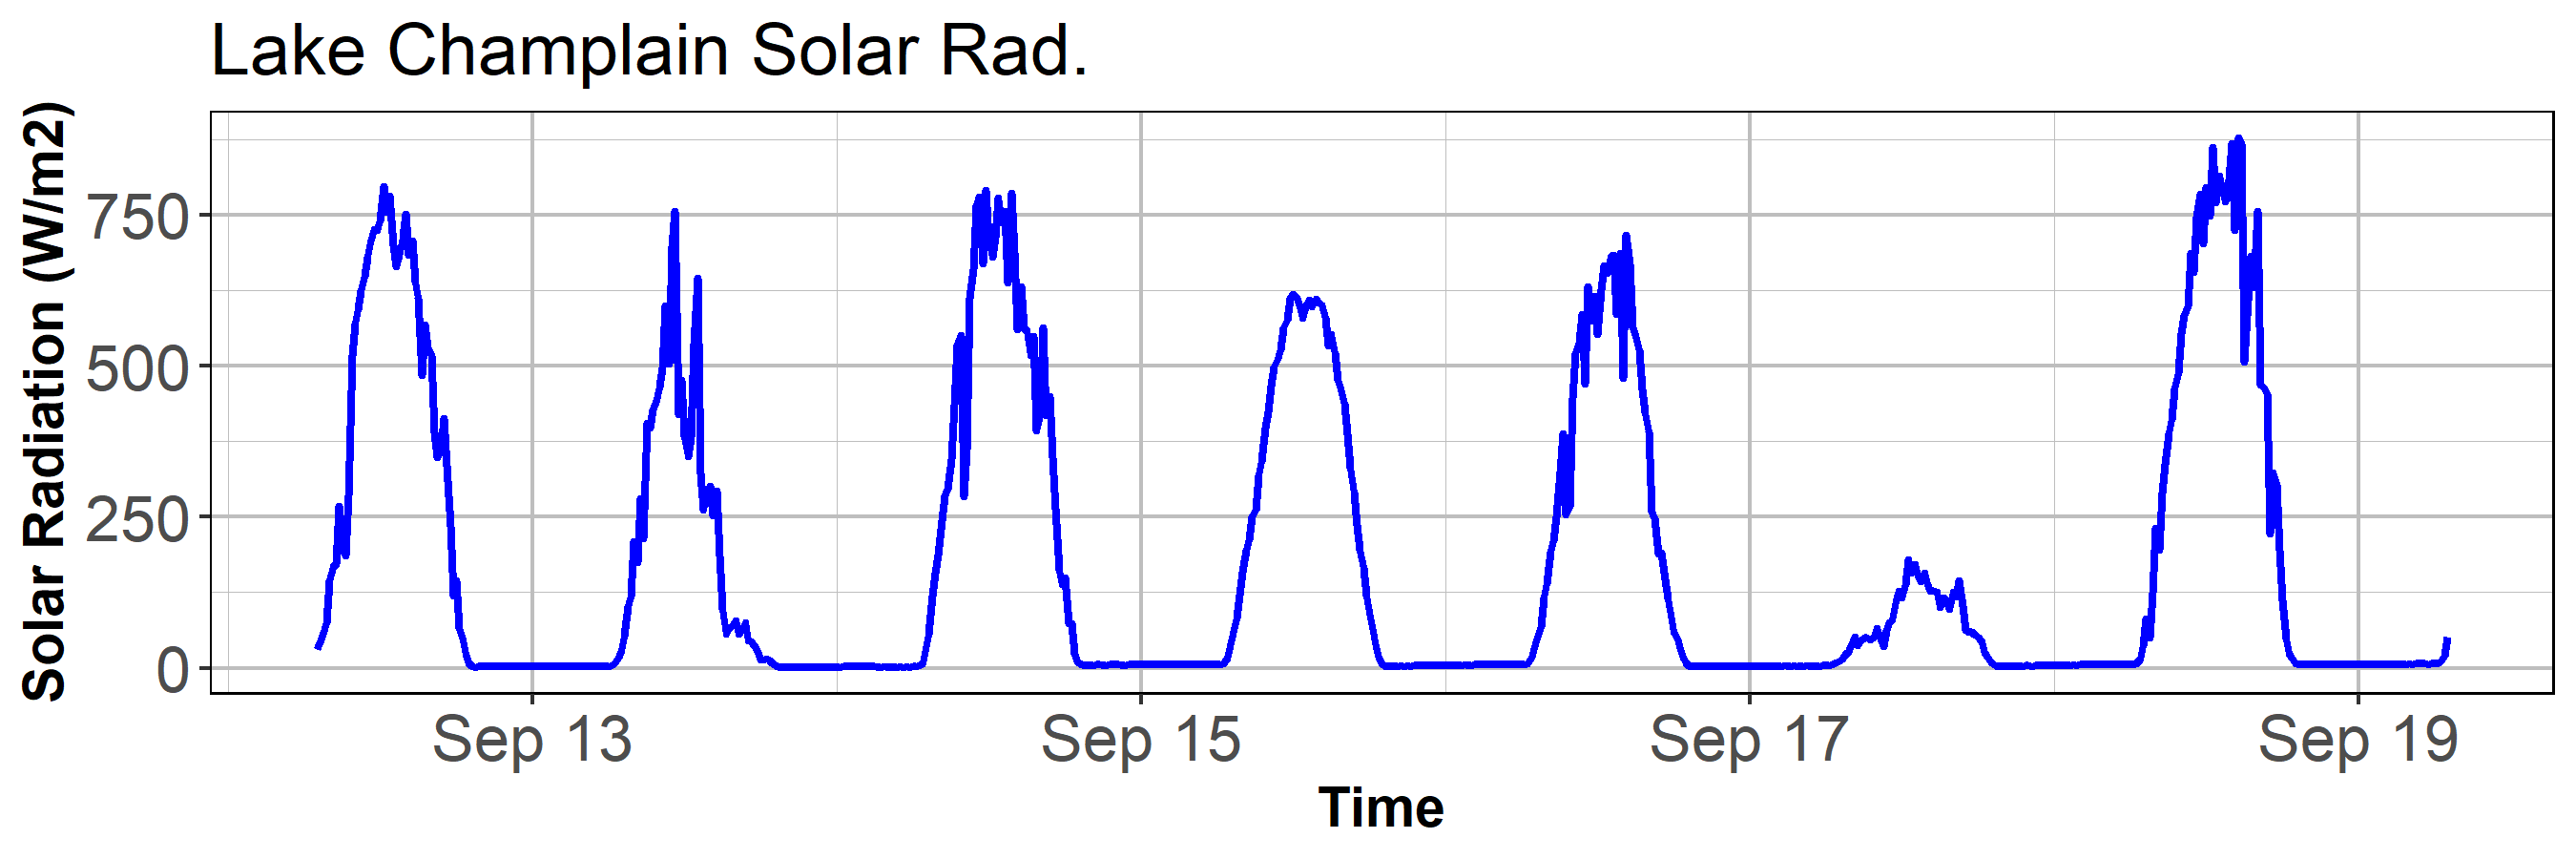 Lake Champlain Solar Rad.
Solar Radiation (W/m2)
750
500
250
0
Sep 13
Sep 15
Sep 17
Sep 19
Time